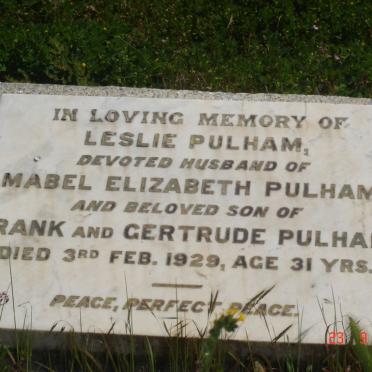 IN LOVING MEMORY OF
LESLIE PULHAM,
DEVOTED HUSBAND OF
MABEL ELIZABETH PULHAM
AND BELOVED SON OF
RANK AND GERTRUDE PULHA
DIED 3RD FEB. 1929, AGE 31 YRS.
PEACE, PERFECT PEACE.